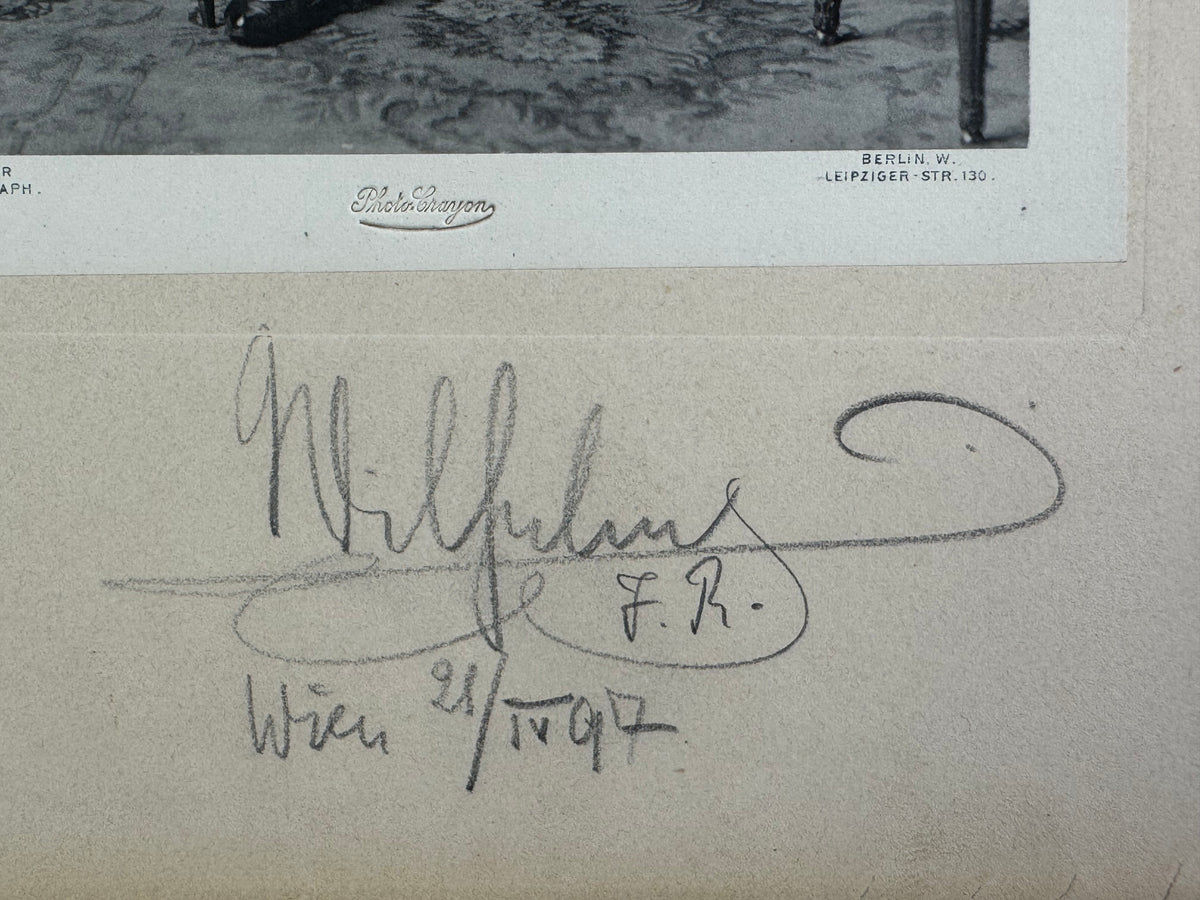 R
APH.
BERLIN. W.
LEIPZIGER-STR. 130.
Photo-Crayon
Wilhelm
J. R.
Wien 21/IV 97